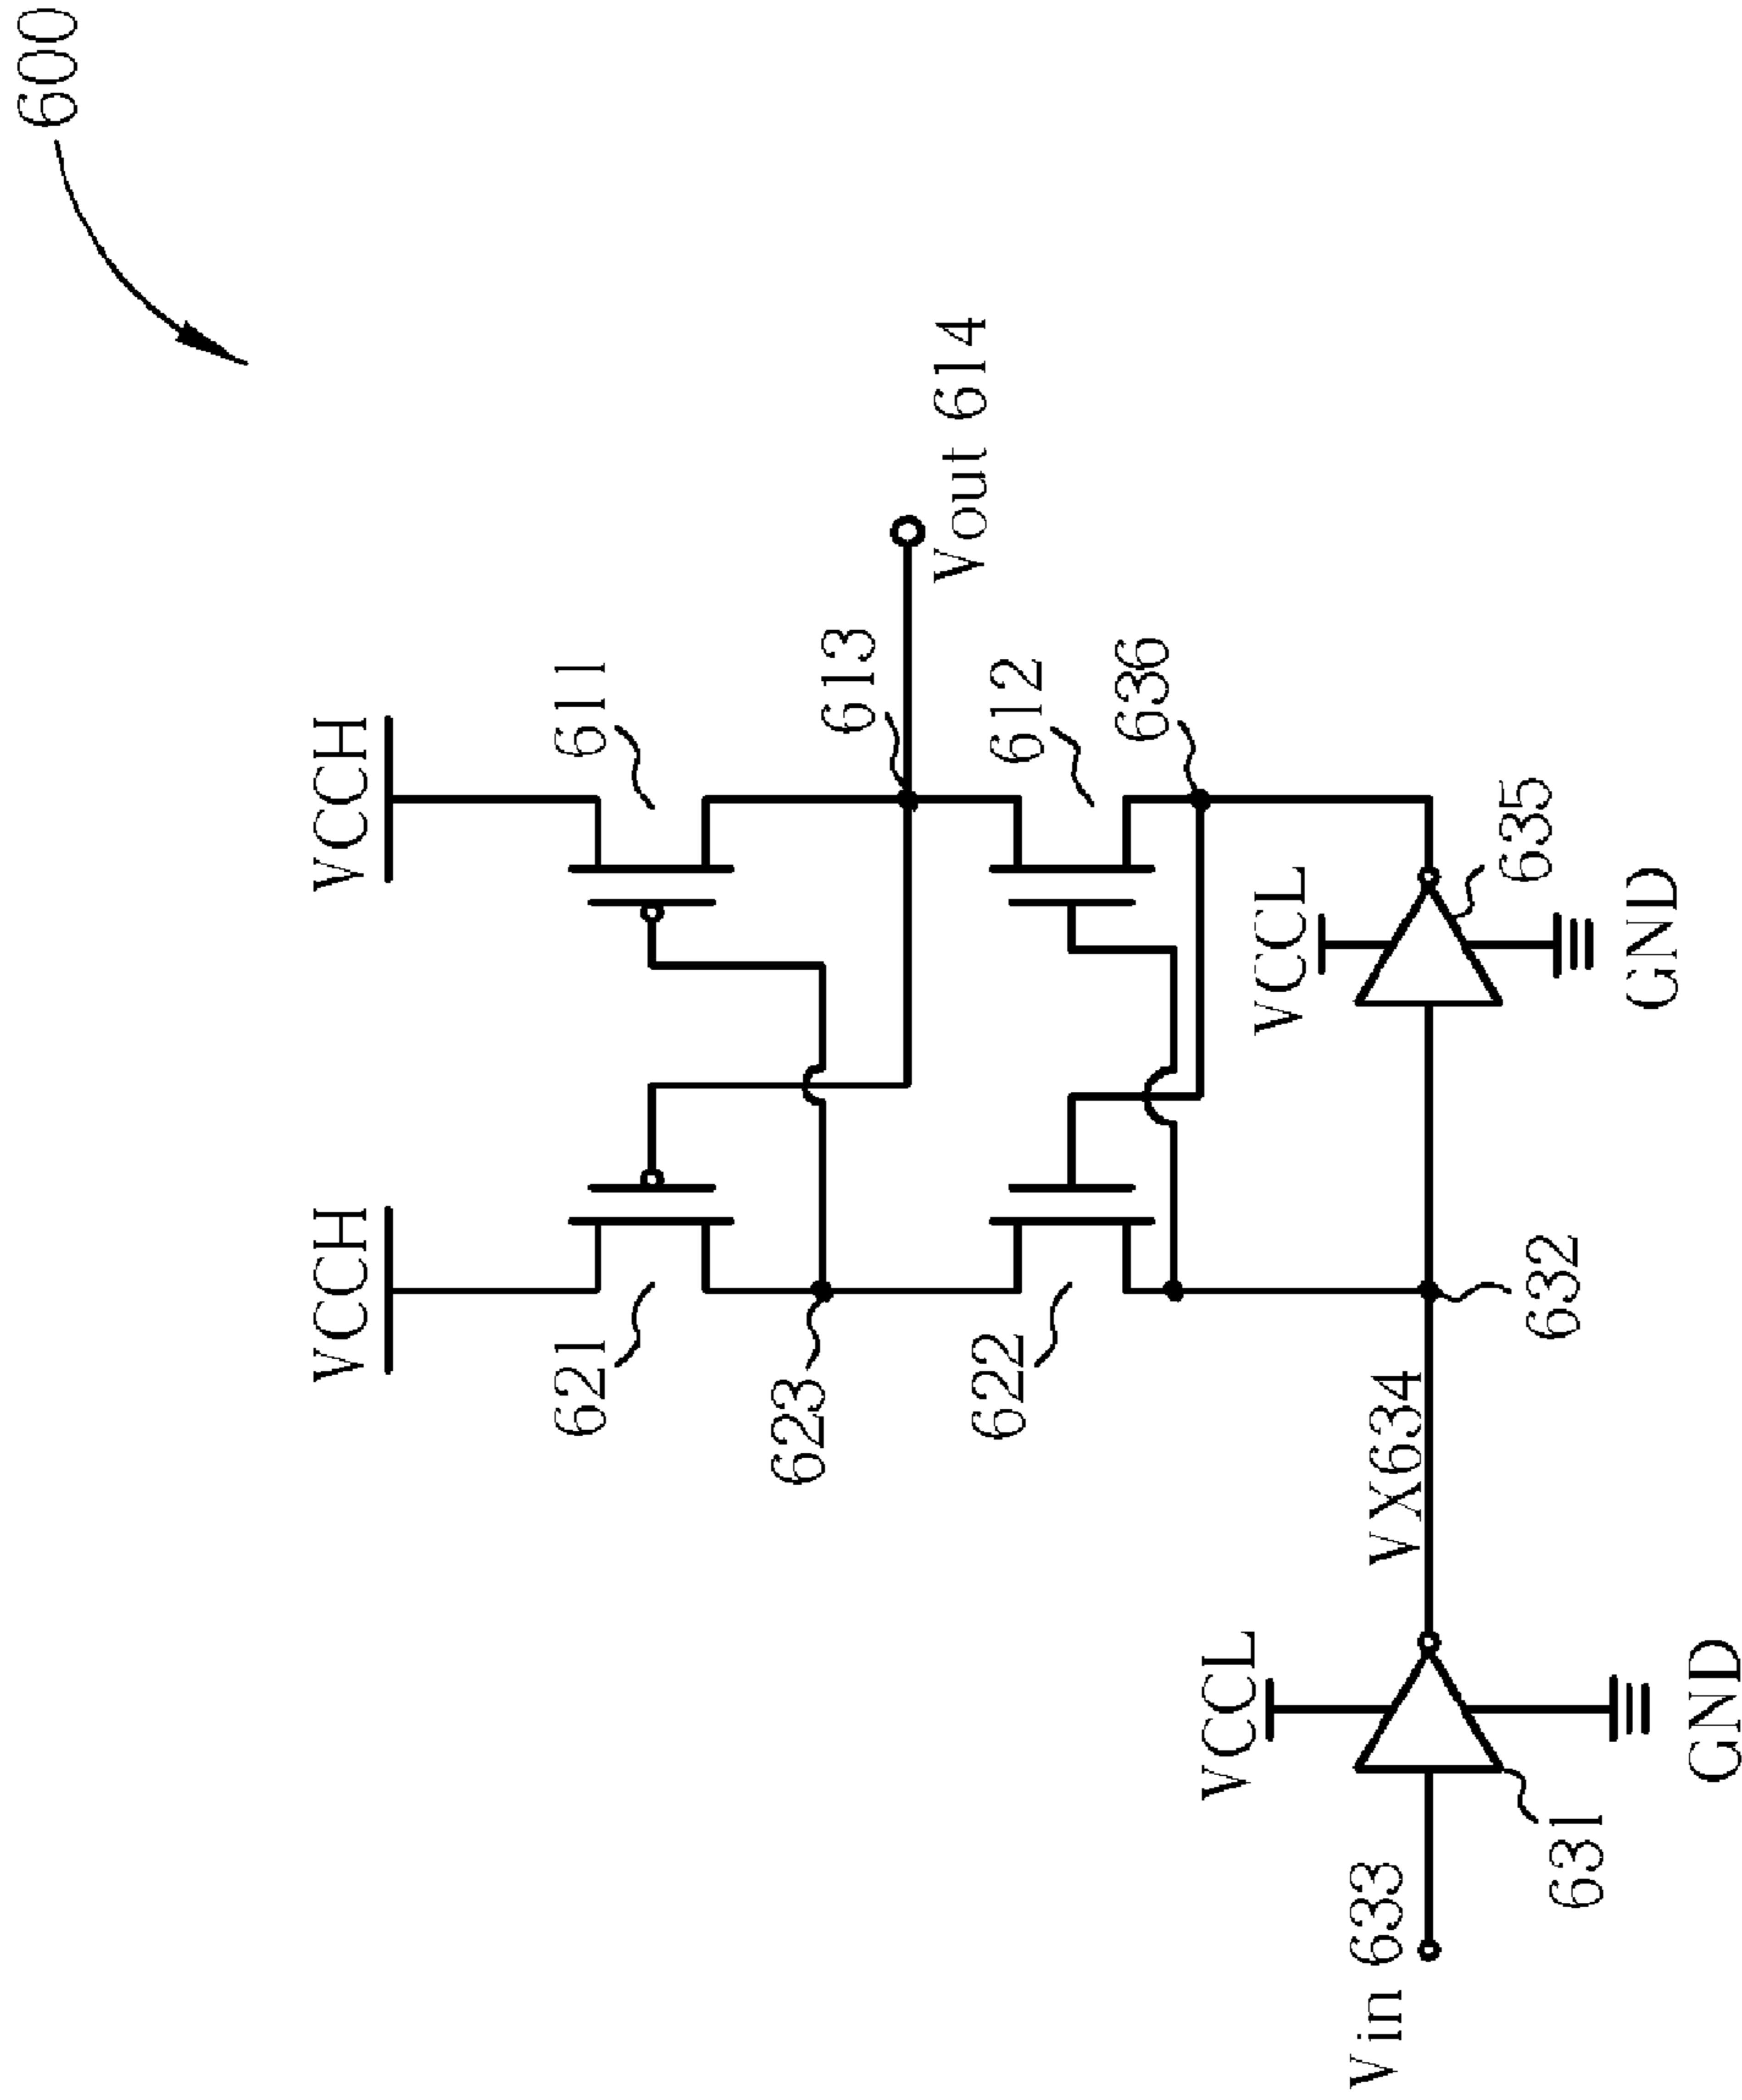 600
VCCH
VCCH
621
611
623
613
Vout 614
622
612
636
VCCL
VCCL
VX634
635
632
Vin 633
631
GND
GND